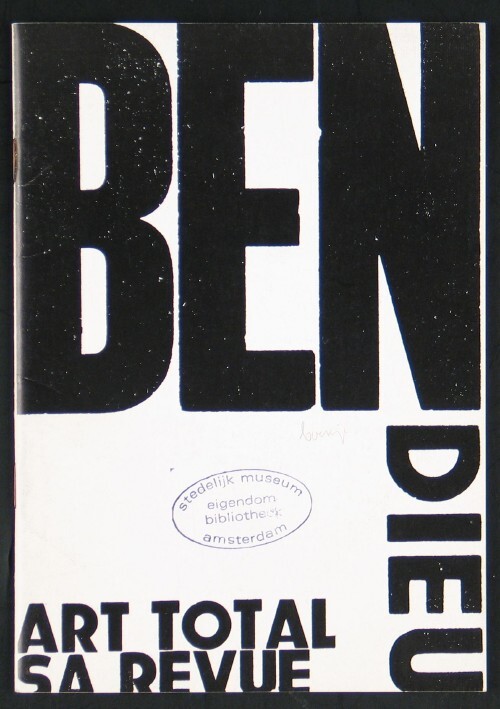 BEN
DIEU
stedelijk museum
eigendom
bibliotheek
amsterdam
ART TOTAL
SA REVUE